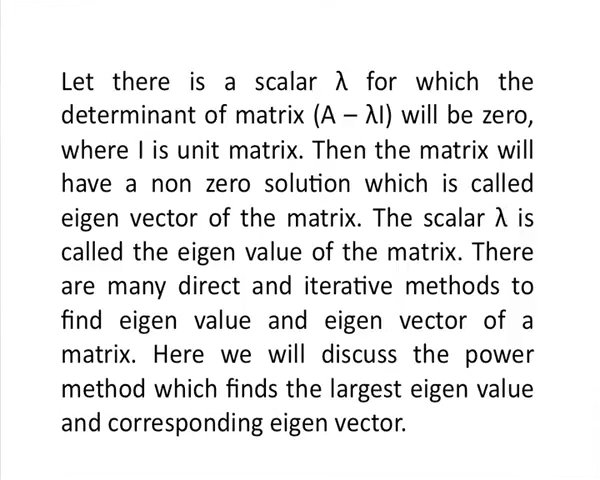 Let there is a scalar λ for which the
determinant of matrix (A – λI) will be zero,
where I is unit matrix. Then the matrix will
have a non zero solution which is called
eigen vector of the matrix. The scalar λ is
called the eigen value of the matrix. There
are many direct and iterative methods to
find eigen value and eigen vector of a
matrix. Here we will discuss the power
method which finds the largest eigen value
and corresponding eigen vector.